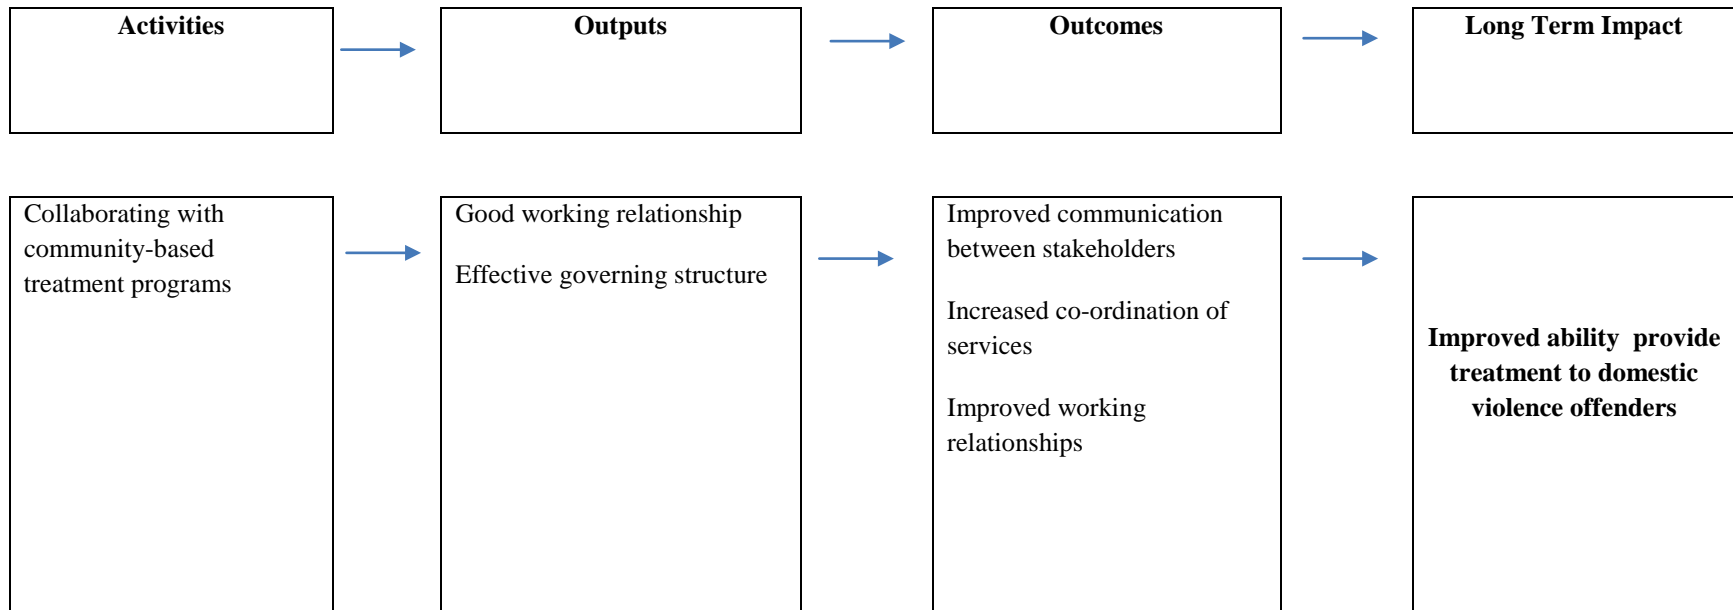 Activities
Outputs
Outcomes
Long Term Impact
Collaborating with
community-based
treatment programs
Good working relationship
Effective governing structure
Improved communication
between stakeholders
Increased co-ordination of
services
Improved working
relationships
Improved ability  provide
treatment to domestic
violence offenders